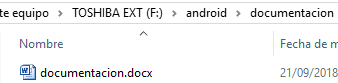 te equipo > TOSHIBA EXT (F:) > android > documentacion
Nombre Fecha de m
documentacion.docx 21/09/2018